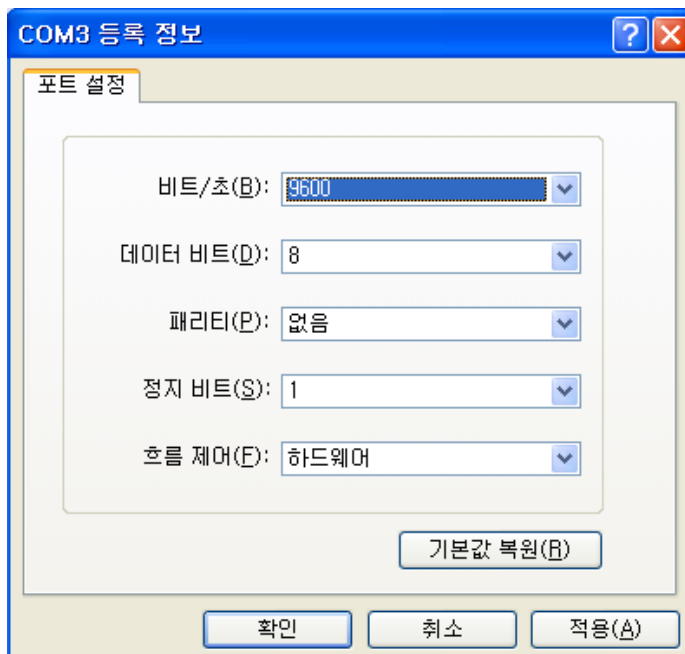 COM3 등록 정보
포트 설정
비트/초(B): 9600
데이터 비트(D): 8
패리티(P): 없음
정지 비트(S): 1
흐름 제어(F): 하드웨어
기본값 복원(R)
확인 취소 적용(A)